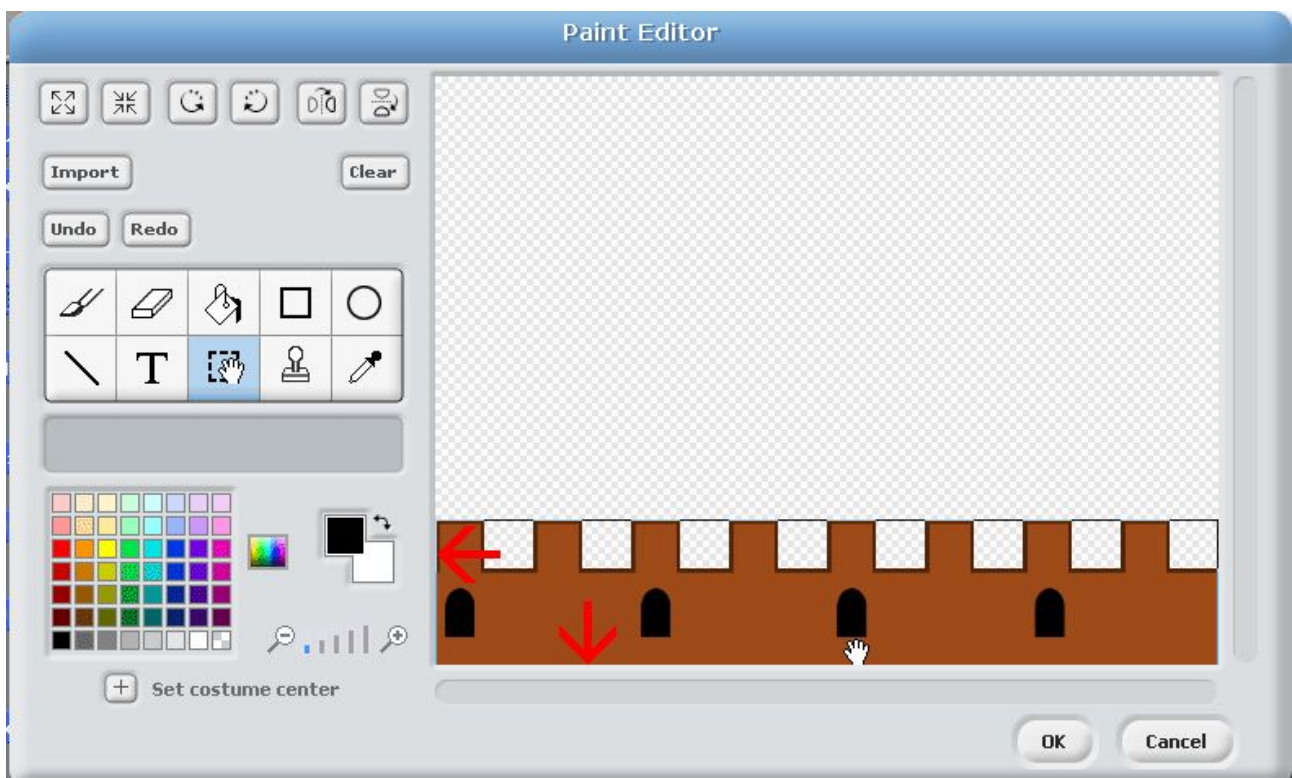 Paint Editor
Import
Clear
Undo
Redo
T
Set costume center
OK
Cancel